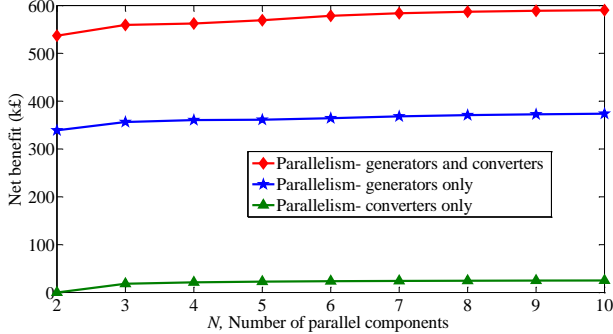 600
500
400
300
200
100
0
Net benefit (k£)
Parallelism- generators and converters
Parallelism- generators only
Parallelism- converters only
2 3 4 5 6 7 8 9 10
N, Number of parallel components